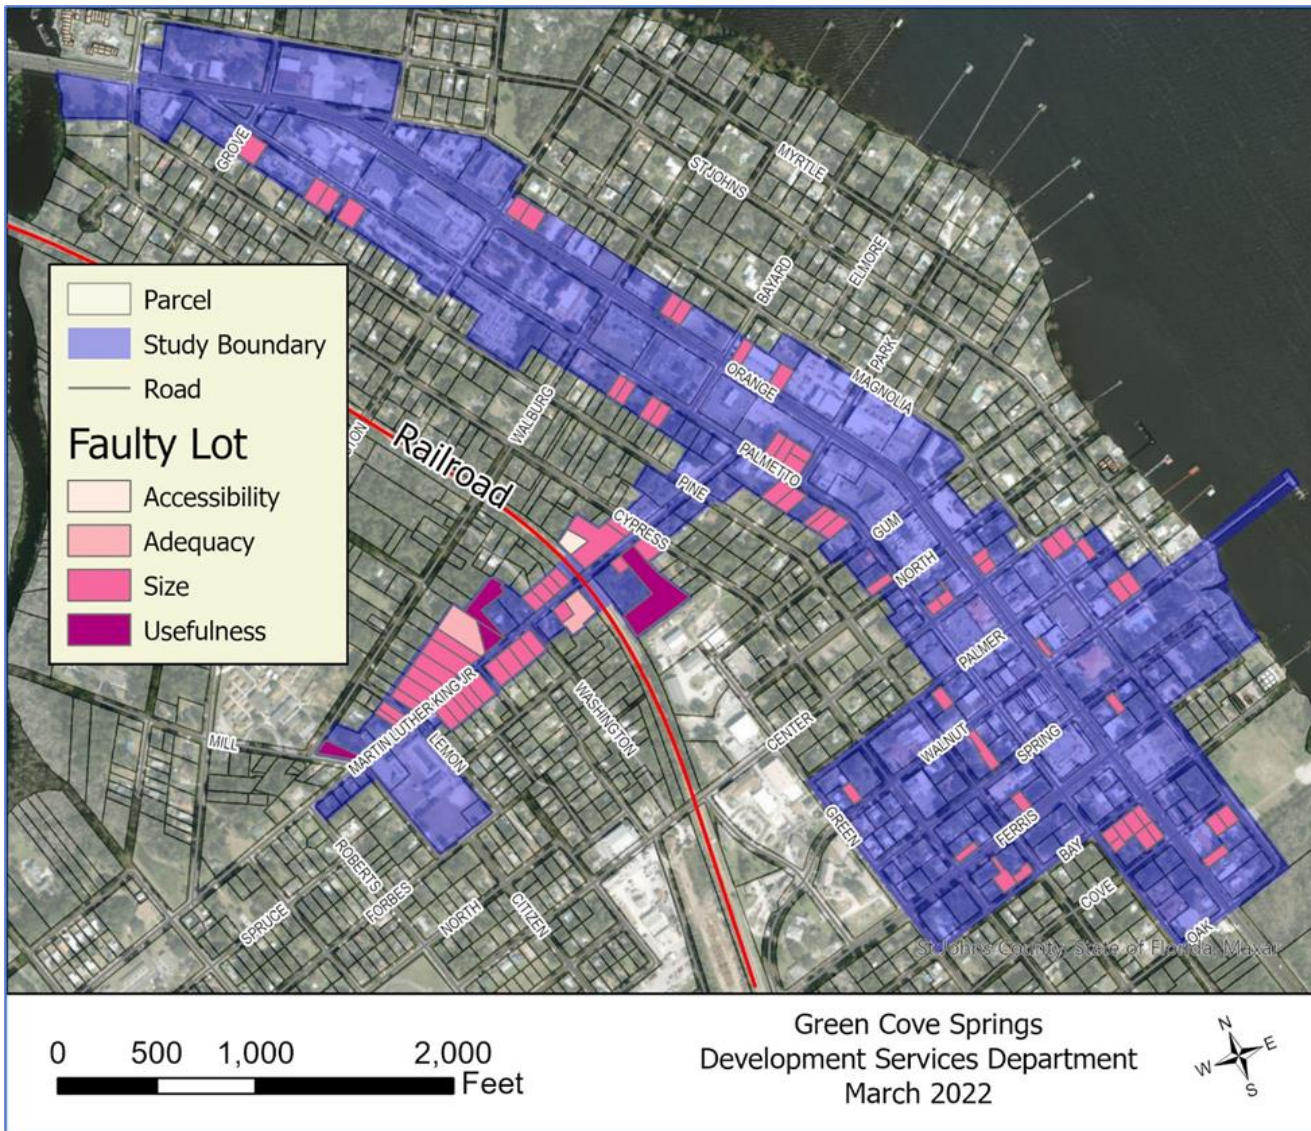 GROVE
MYRTLE
ST JOHNS
ELMORE
BAYARD
PARK
MAGNOLIA
ORANGE
Parcel
Study Boundary
Road
Faulty Lot
Accessibility
Adequacy
Size
Usefulness
WALBURG
Railroad
PALMETTO
PINE
CYPRESS
GUM
NORTH
PALMER
WASHINGTON
CENTER
MARTIN LUTHER KING JR
MILL
LEMON
WALNUT
SPRING
GREEN
FERRIS
BAY
COVE
OAK
ROBERTS
FORBES
SPRUCE
NORTH
CITIZEN
St. John's County, State of Florida, Maxar
0 500 1,000 2,000
Feet
Green Cove Springs
Development Services Department
March 2022
N
E
W
S